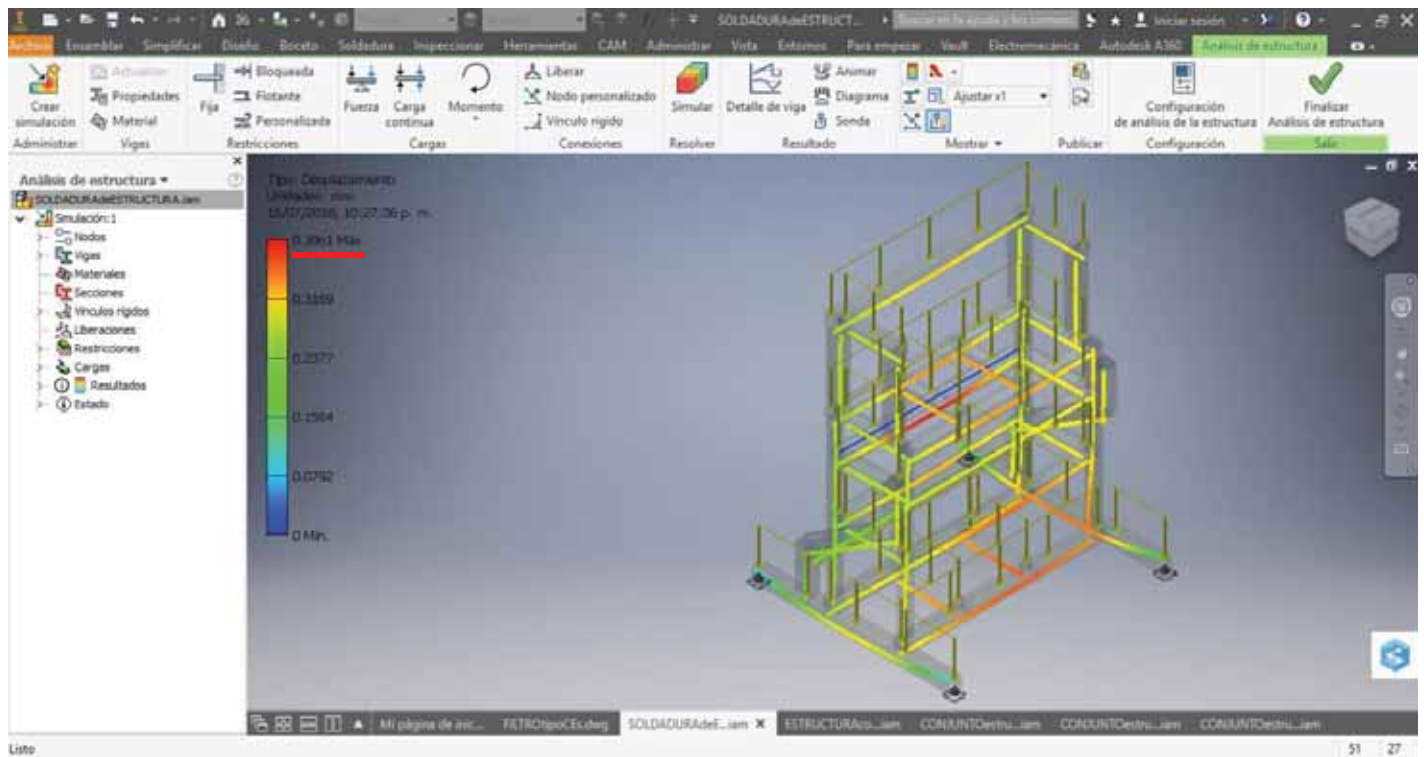 SOLDADURAdeESTRUCT...
Iniciar sesión
Archivo Ensamblar Simplificar Diseño Boceto Soldadura Inspeccionar Herramientas CAM Administrar Vista Entornos Para empezar Vault Electromecánica Autodesk A360 Análisis de estructura
Crear simulación
Actualizar
Propiedades
Material
Fija
Bloqueada
Flotante
Personalizada
Fuerza
Carga continua
Momento
Liberar
Nodo personalizado
Vínculo rígido
Simular
Detalle de viga
Animar
Diagrama
Sonda
Ajustar x1
Configuración de análisis de la estructura
Finalizar Análisis de estructura
Administrar Vigas Restricciones Cargas Conexiones Resolver Resultado Mostrar Publicar Configuración Salir
Análisis de estructura
SOLDADURAdeESTRUCTURA.iam
Simulación:1
Nodos
Vigas
Materiales
Secciones
Vínculos rígidos
Liberaciones
Restricciones
Cargas
Resultados
Estado
Tipo: Desplazamiento
Unidades: mm
10:27:36 p. m.
0.3961 Máx.
0.3169
0.2377
0.1584
0.0792
0 Mín.
Mi página de inic... FILTROtipoCEs.dwg SOLDADURAdeE...iam X ESTRUCTURAco...iam CONJUNTOestru...iam CONJUNTOestru...iam CONJUNTOestru...iam
Listo
51 27